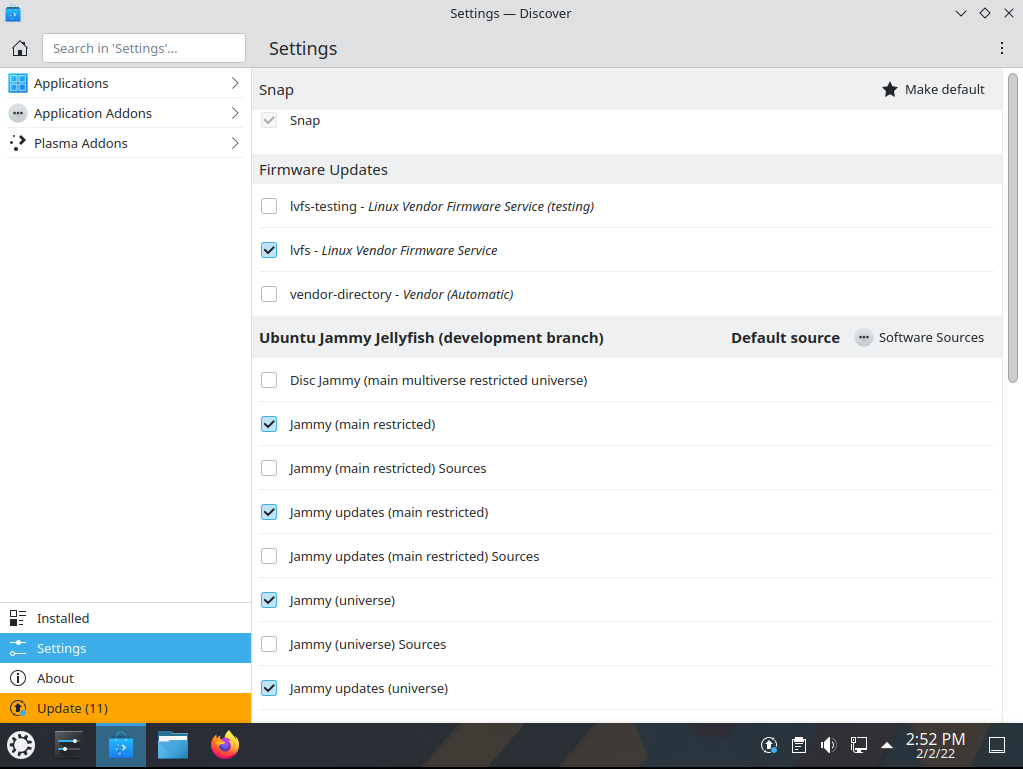 Settings — Discover
Search in 'Settings'...
Settings
Applications
Application Addons
Plasma Addons
Installed
Settings
About
Update (11)
Snap
Make default
Snap
Firmware Updates
lvfs-testing - Linux Vendor Firmware Service (testing)
lvfs - Linux Vendor Firmware Service
vendor-directory - Vendor (Automatic)
Ubuntu Jammy Jellyfish (development branch)
Default source
Software Sources
Disc Jammy (main multiverse restricted universe)
Jammy (main restricted)
Jammy (main restricted) Sources
Jammy updates (main restricted)
Jammy updates (main restricted) Sources
Jammy (universe)
Jammy (universe) Sources
Jammy updates (universe)
2:52 PM
2/2/22